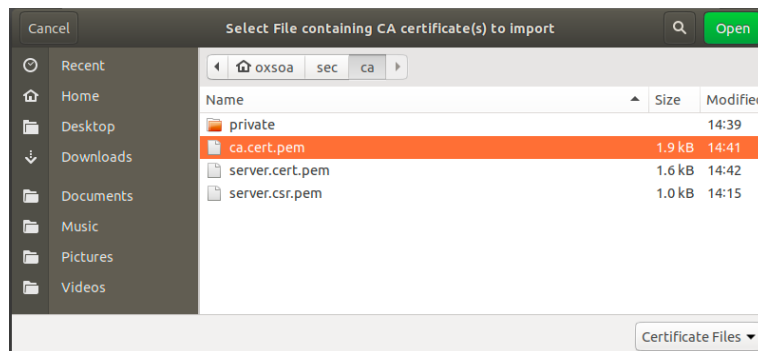 Cancel Select File containing CA certificate(s) to import Open
Recent
Home
Desktop
Downloads
Documents
Music
Pictures
Videos
oxsoa sec ca
Name Size Modified
private 14:39
ca.cert.pem 1.9 kB 14:41
server.cert.pem 1.6 kB 14:42
server.csr.pem 1.0 kB 14:15
Certificate Files